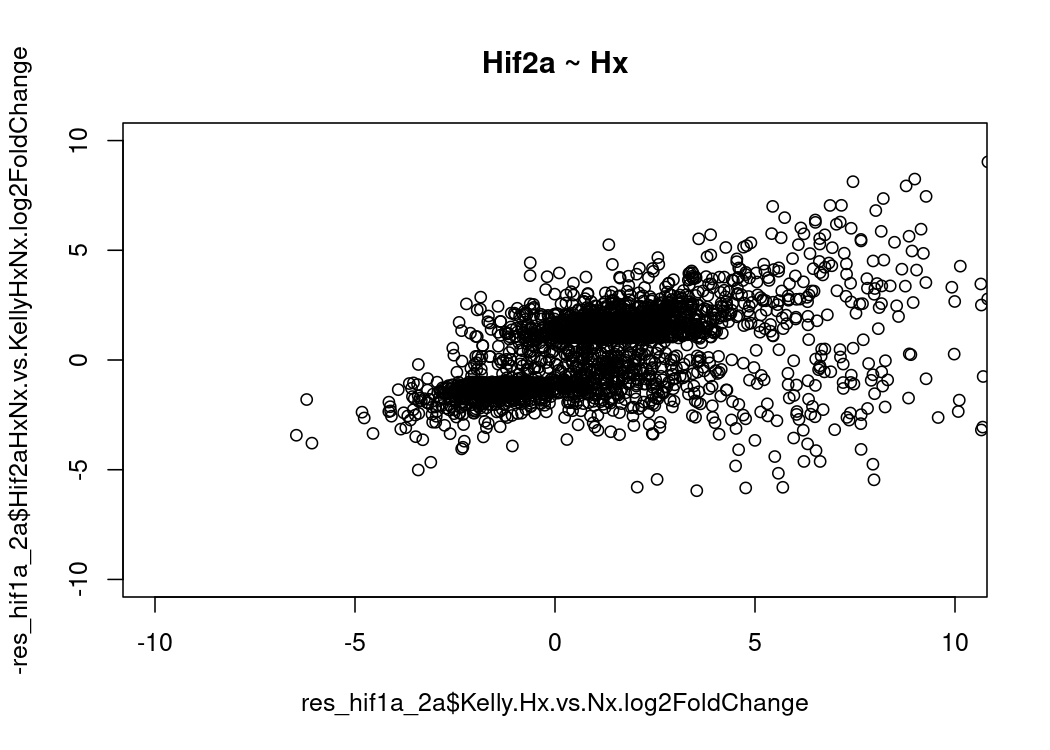 Hif2a ~ Hx
-res_hif1a_2a$Hif2aHxNx.vs.KellyHxNx.log2FoldChange
10
5
0
-5
-10
-10 -5 0 5 10
res_hif1a_2a$Kelly.Hx.vs.Nx.log2FoldChange